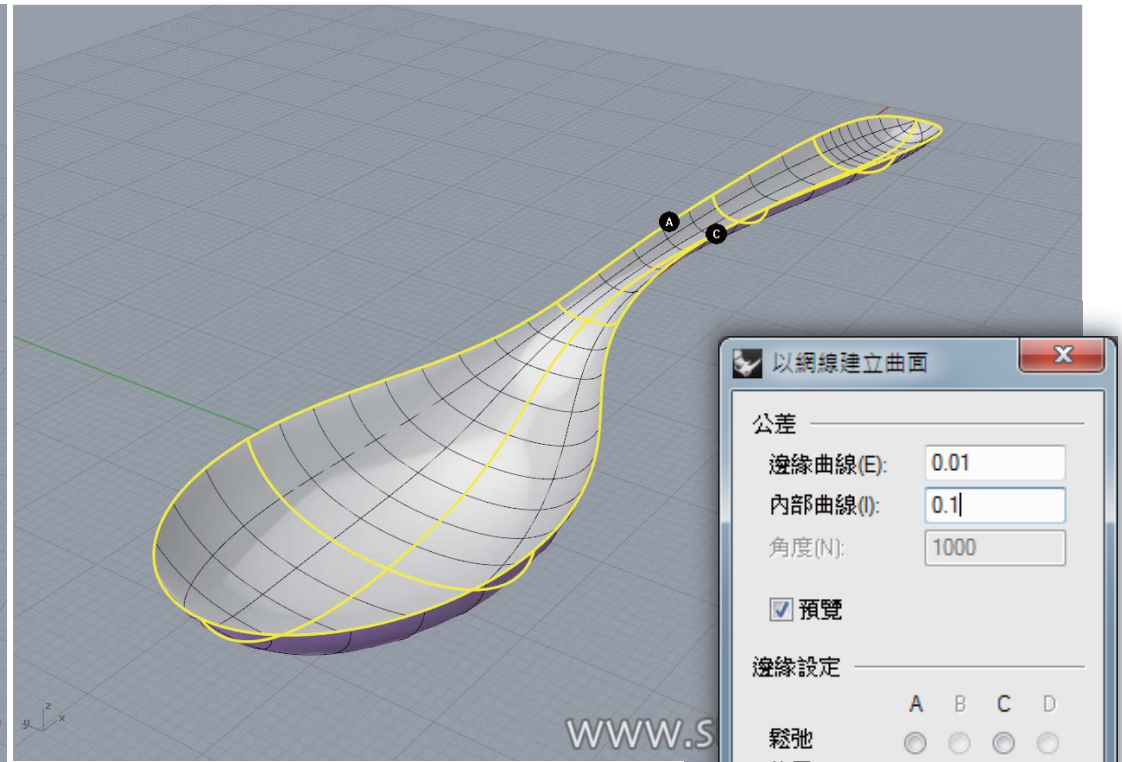 A
C
以網線建立曲面
公差
邊緣曲線(E): 0.01
內部曲線(I): 0.1
角度(N): 1000
預覽
邊緣設定
A B C D
鬆弛
z
y x
www.s